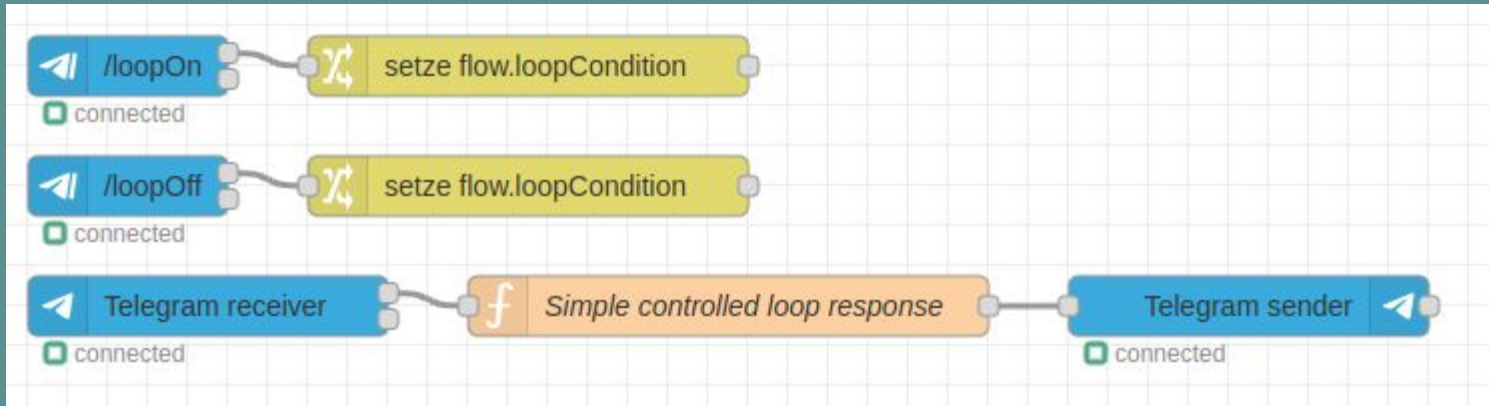 /loopOn
setze flow.loopCondition
connected
/loopOff
setze flow.loopCondition
connected
Telegram receiver
Simple controlled loop response
Telegram sender
connected
connected